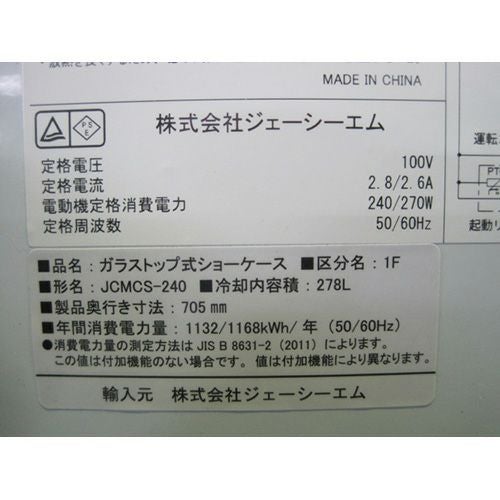 MADE IN CHINA
PS
E
株式会社ジェーシーエム
定格電圧 100V
定格電流 2.8/2.6A
電動機定格消費電力 240/270W
定格周波数 50/60Hz
運転
PT
起動リ
■品名：ガラストップ式ショーケース ■区分名：1F
■形名：JCMCS-240 ■冷却内容積：278L
■製品奥行き寸法：705mm
■年間消費電力量：1132/1168kWh/年（50/60Hz）
●消費電力量の測定方法は JIS B 8631-2（2011）によります。
この値は付加機能のない場合です。値は付加機能により異なります。
輸入元 株式会社ジェーシーエム